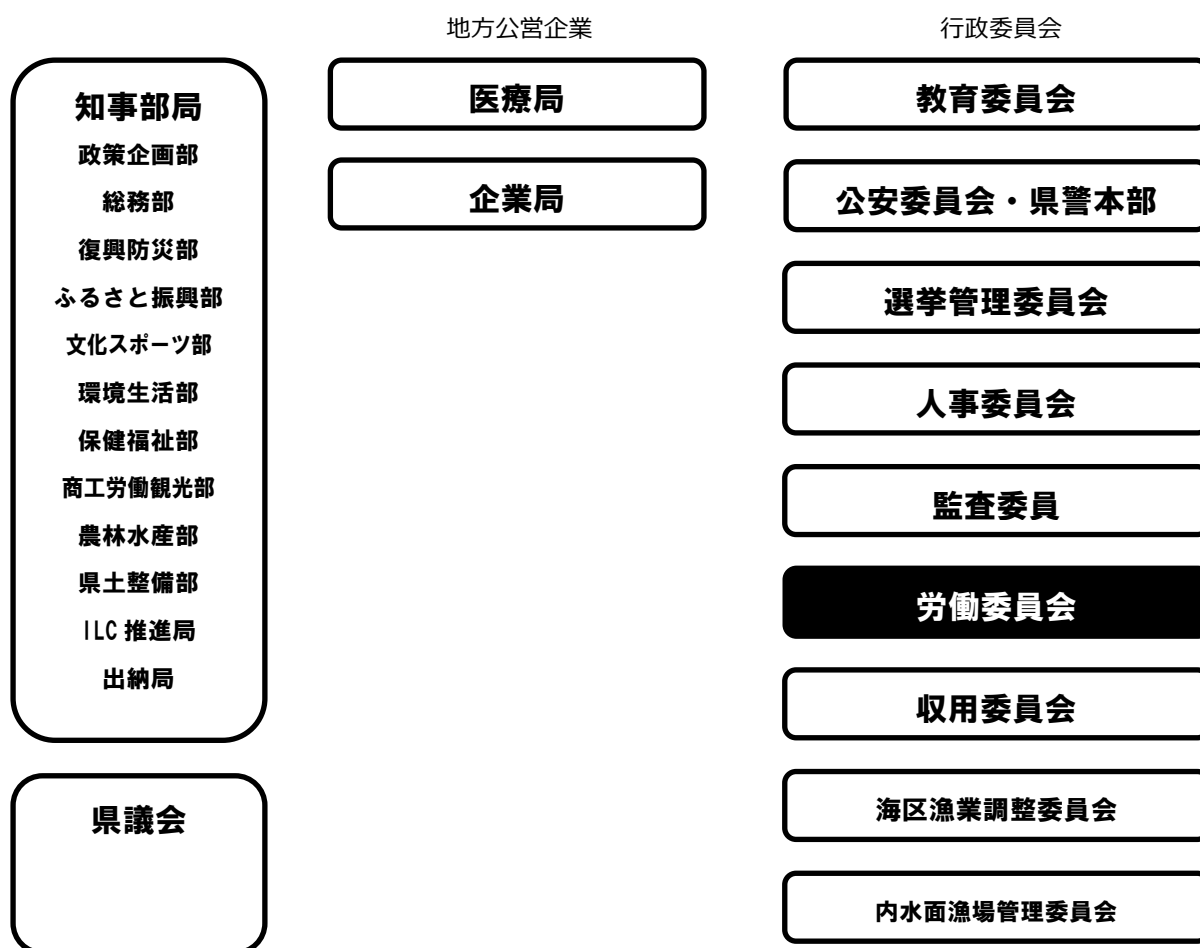 知事部局
政策企画部
総務部
復興防災部
ふるさと振興部
文化スポーツ部
環境生活部
保健福祉部
商工労働観光部
農林水産部
県土整備部
ILC 推進局
出納局
県議会
地方公営企業
医療局
企業局
行政委員会
教育委員会
公安委員会・県警本部
選挙管理委員会
人事委員会
監査委員
労働委員会
収用委員会
海区漁業調整委員会
内水面漁場管理委員会